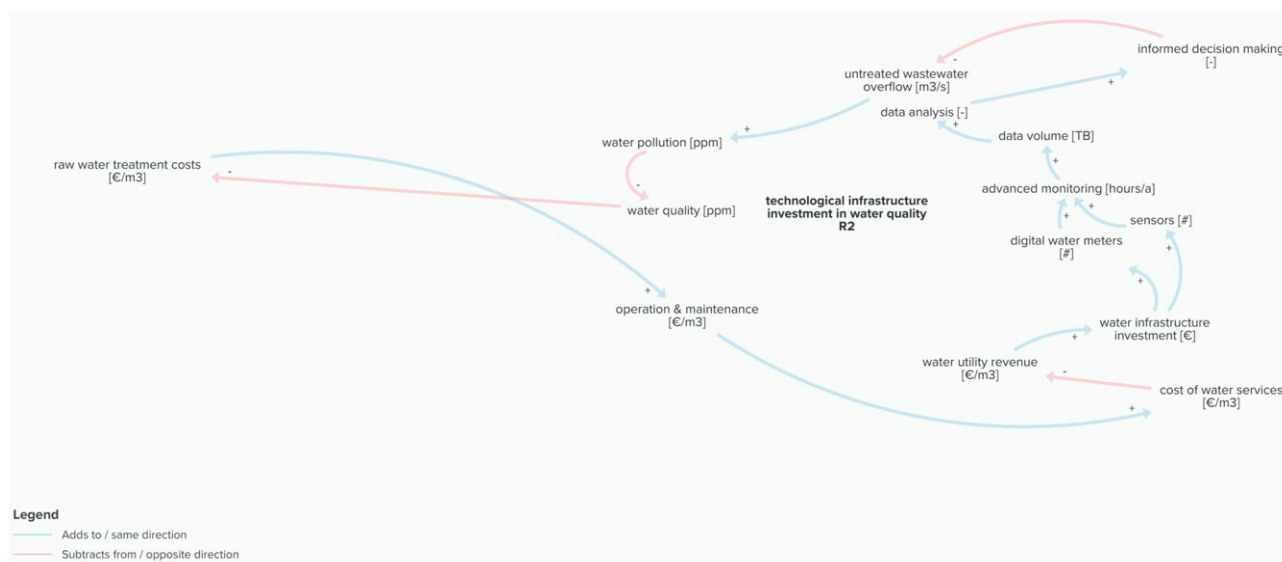 informed decision making
[-]
-
untreated wastewater
overflow [m3/s]
+
data analysis [-]
+
+
data volume [TB]
water pollution [ppm]
+
raw water treatment costs
[€/m3]
-
-
advanced monitoring [hours/a]
technological infrastructure
investment in water quality
R2
water quality [ppm]
+
+
sensors [#]
digital water meters
[#]
+
+
+
operation & maintenance
[€/m3]
water infrastructure
investment [€]
+
water utility revenue
[€/m3]
-
cost of water services
[€/m3]
+
Legend
Adds to / same direction
Subtracts from / opposite direction